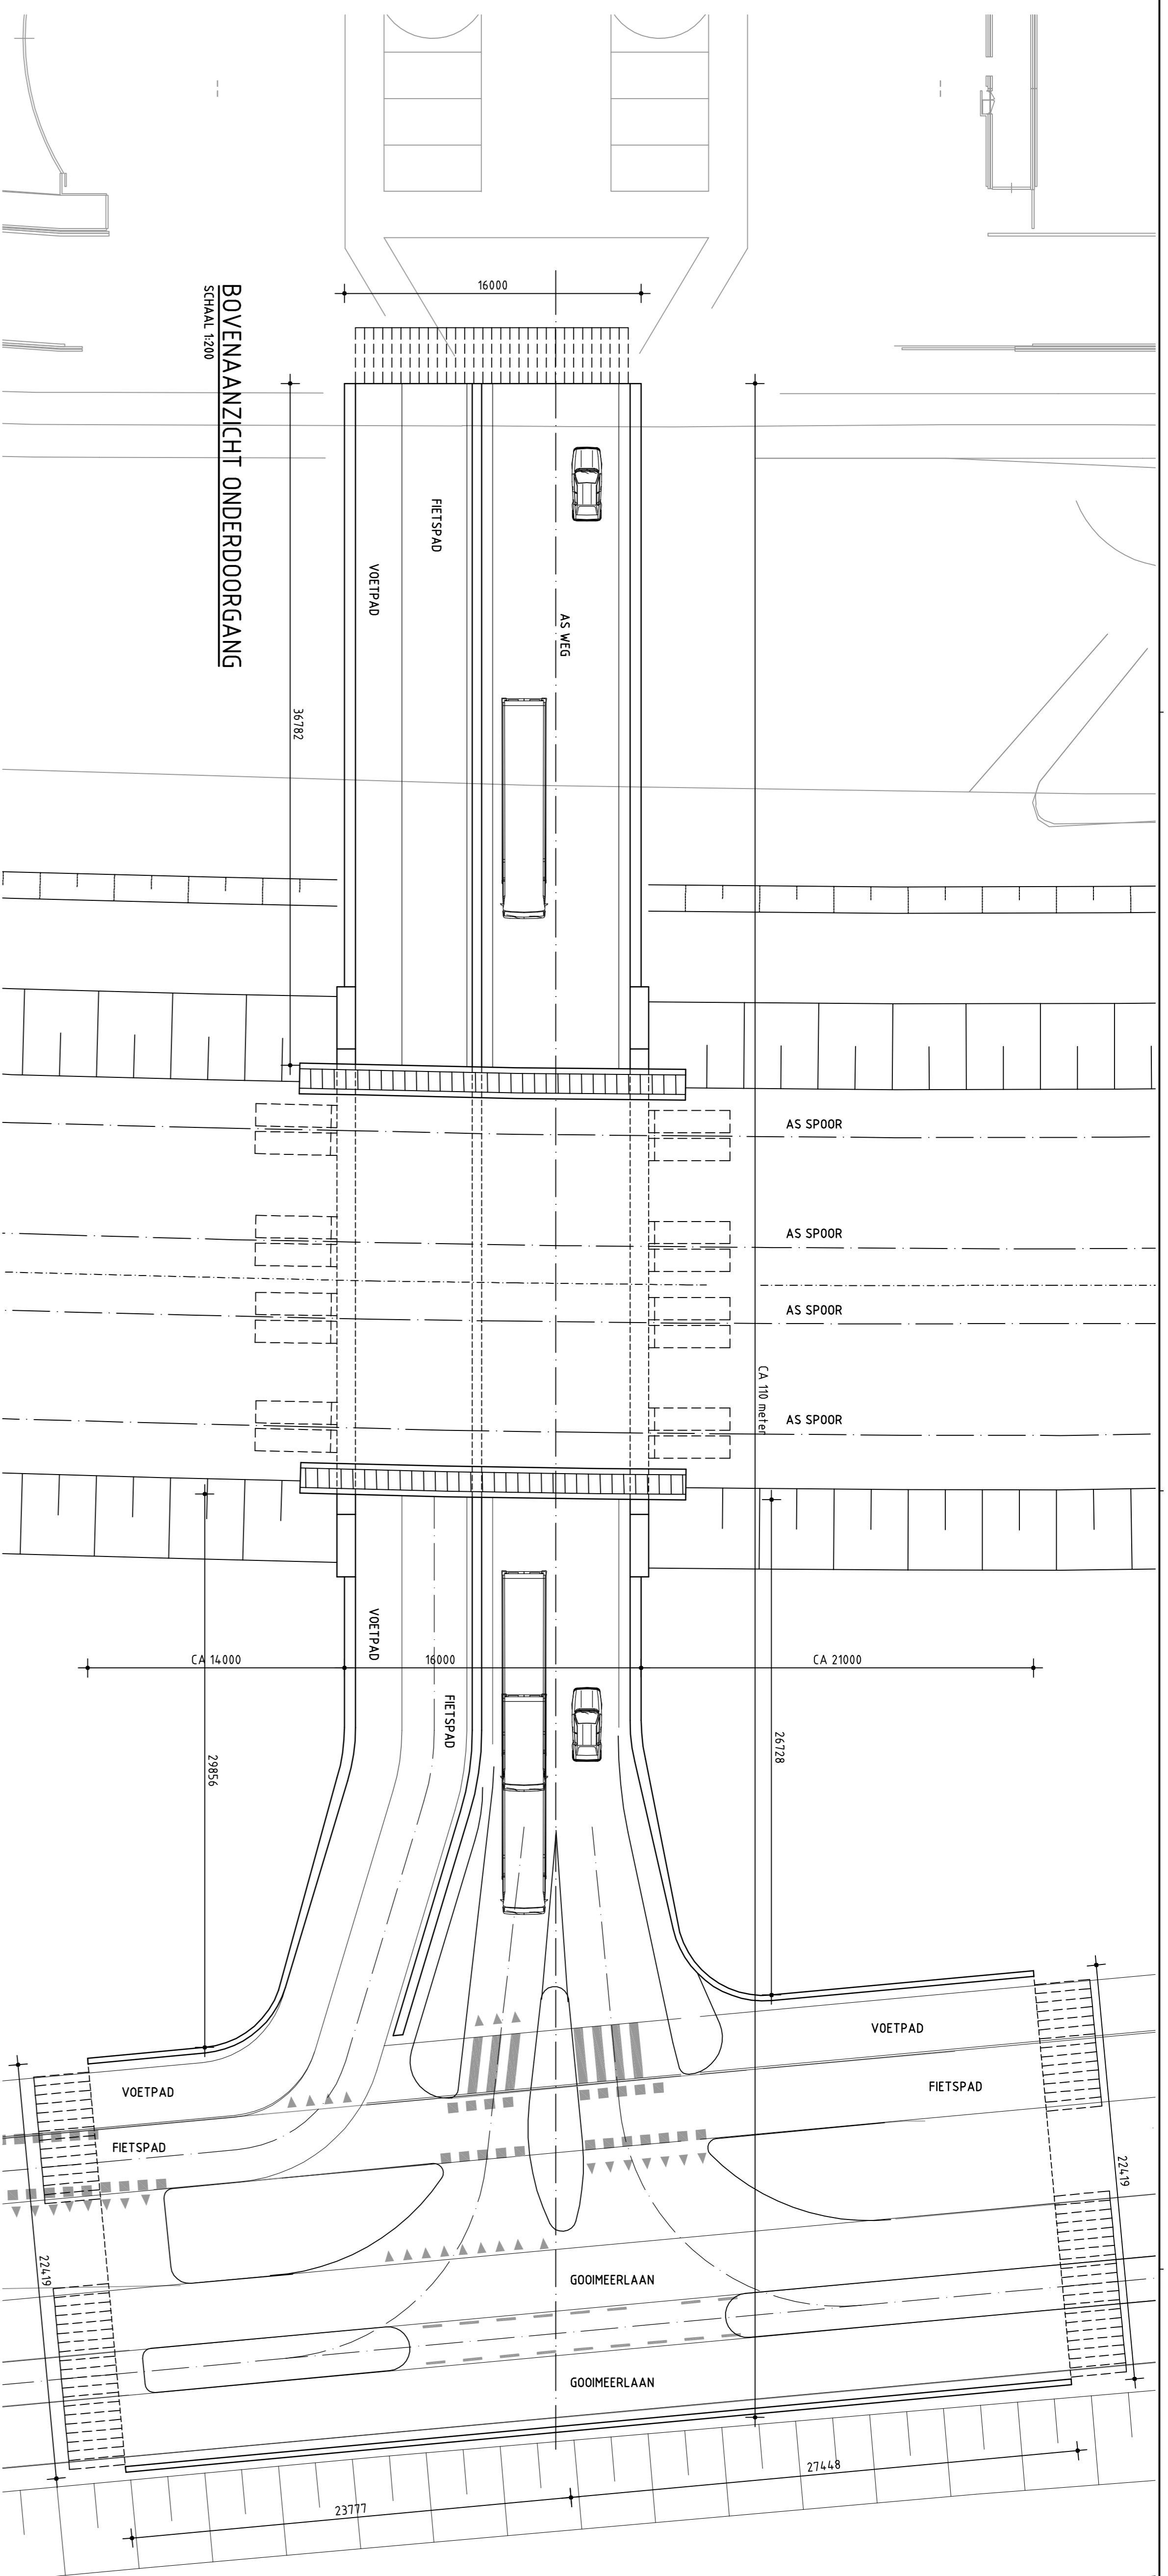 16000
BOVENAANZICHT ONDERDOORGANG
SCHAAL 1:200
FIETSPAD
VOETPAD
AS WEG
36782
AS SPOOR
AS SPOOR
AS SPOOR
CA 110 meter
AS SPOOR
VOETPAD
CA 14000
16000
CA 21000
FIETSPAD
26728
29856
VOETPAD
FIETSPAD
VOETPAD
FIETSPAD
22419
22419
GOOIMEERLAAN
GOOIMEERLAAN
27448
23777